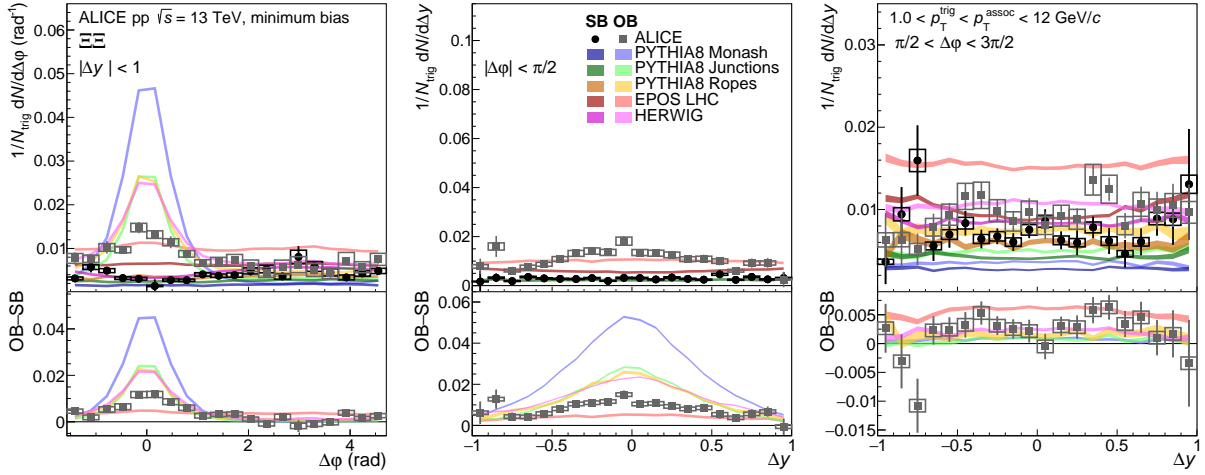 ALICE pp √s = 13 TeV, minimum bias
ΞΞ
|Δy| < 1
1/N_trig dN/dΔφ (rad⁻¹)
0.06
0.05
0.04
0.03
0.02
0.01
0
OB–SB
0.04
0.02
0
0
2
4
Δφ (rad)
1/N_trig dN/dΔy
0.1
0.08
0.06
0.04
0.02
0
|Δφ| < π/2
SB OB
ALICE
PYTHIA8 Monash
PYTHIA8 Junctions
PYTHIA8 Ropes
EPOS LHC
HERWIG
OB–SB
0.06
0.04
0.02
0
−1
−0.5
0
0.5
1
Δy
1/N_trig dN/dΔy
1.0 < p_T^trig < p_T^assoc < 12 GeV/c
π/2 < Δφ < 3π/2
0.03
0.02
0.01
0
OB–SB
0.005
0
−0.005
−0.01
−0.015
−1
−0.5
0
0.5
1
Δy